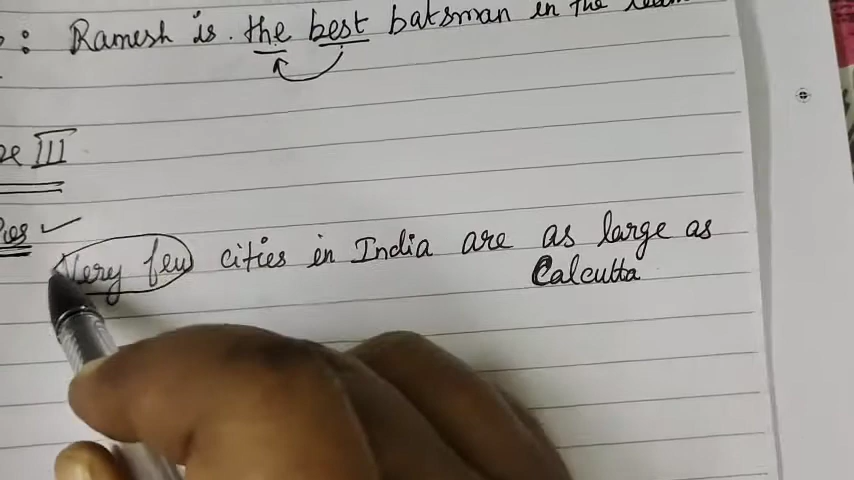 : Ramesh is the best batsman in the
III
Very few cities in India are as large as
Calcutta